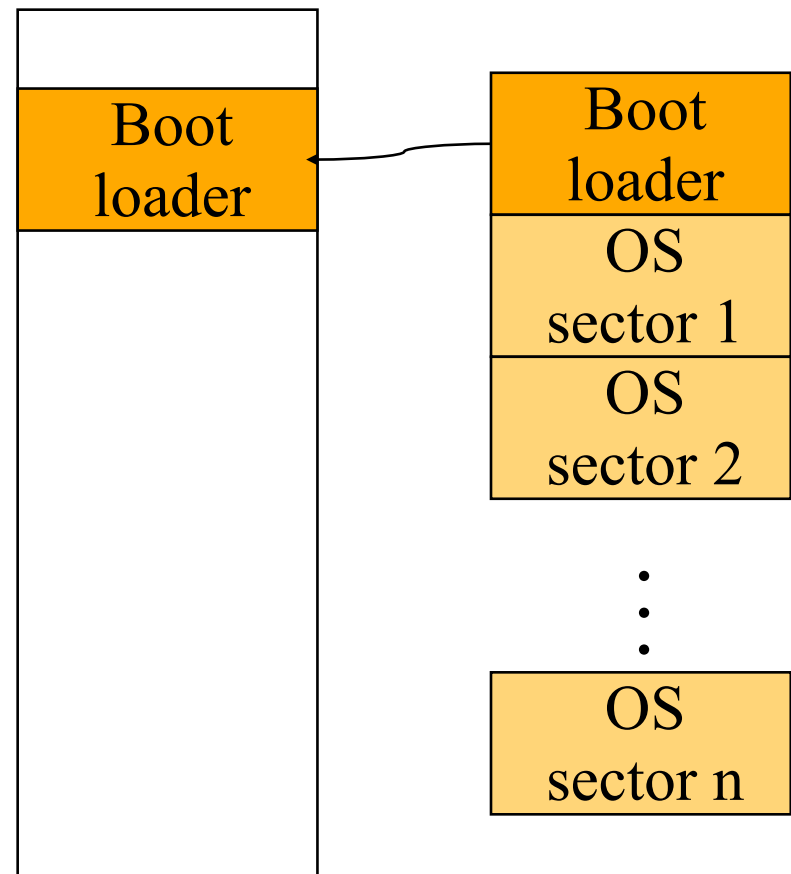 Boot
loader
Boot
loader
OS
sector 1
OS
sector 2
OS
sector n